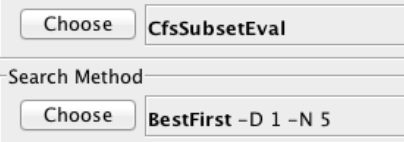 Choose CfsSubsetEval
Search Method
Choose BestFirst -D 1 -N 5